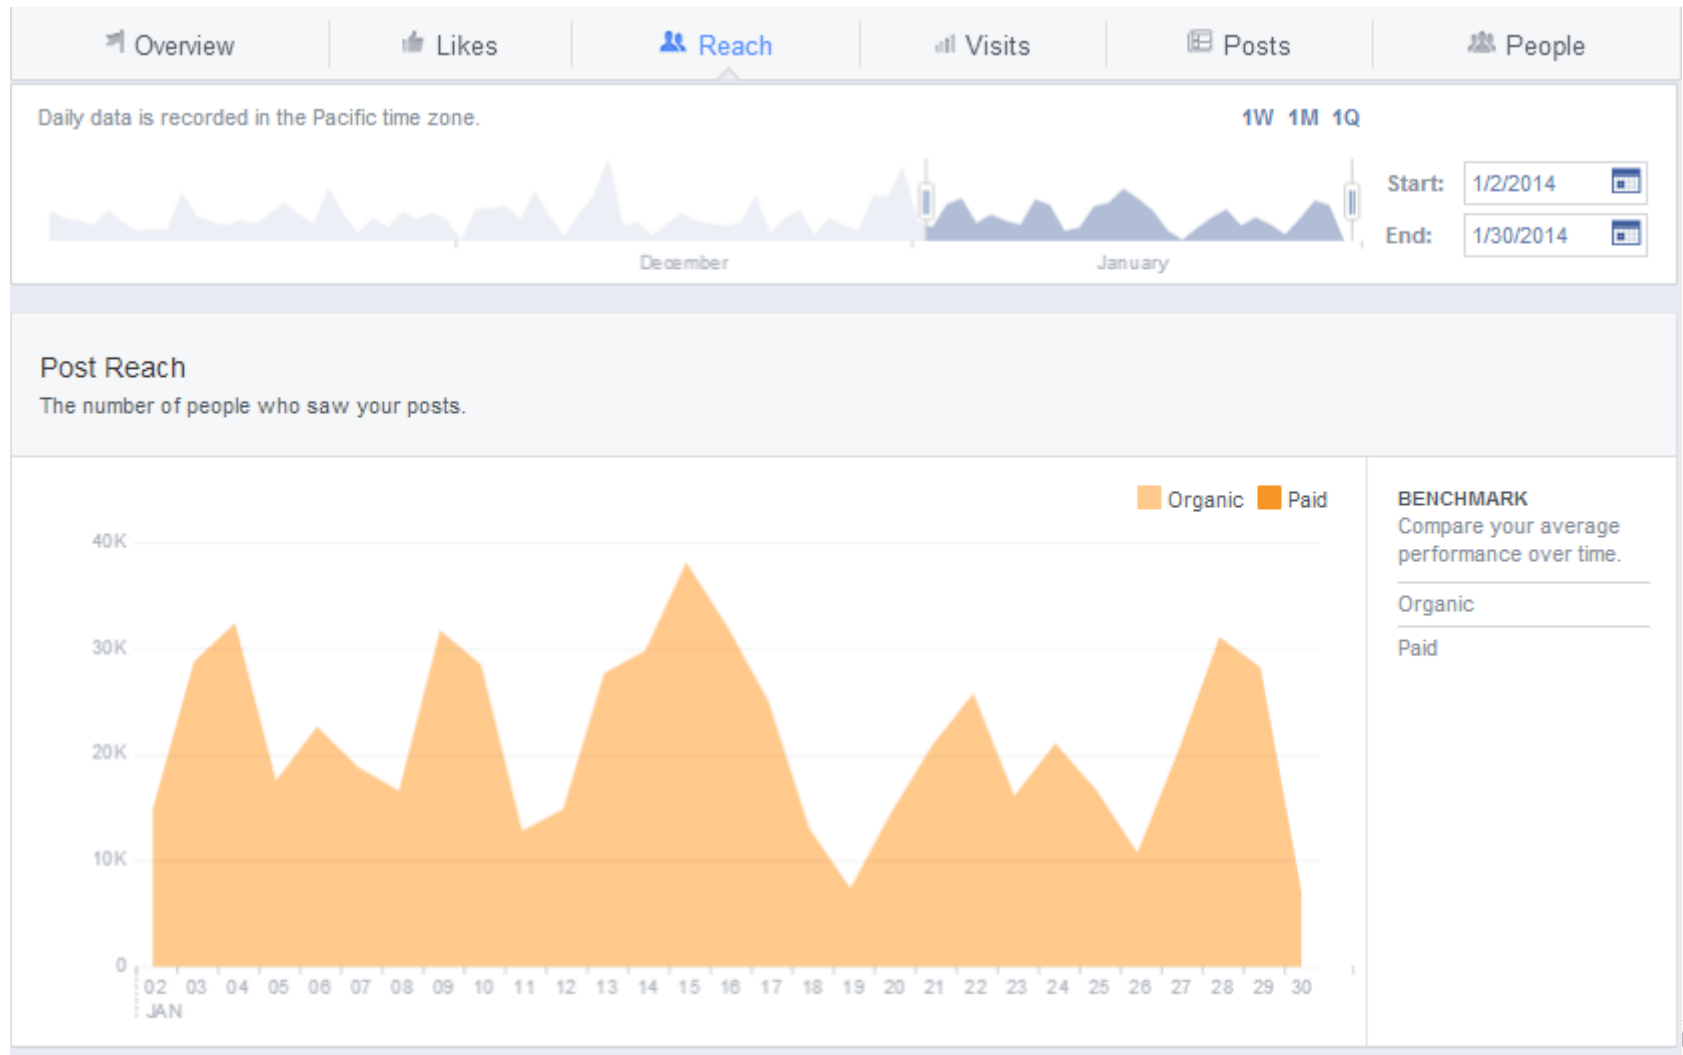 Overview Likes Reach Visits Posts People
Daily data is recorded in the Pacific time zone.
1W 1M 1Q
Start: 1/2/2014
End: 1/30/2014
December January
Post Reach
The number of people who saw your posts.
Organic Paid
40K
30K
20K
10K
0
02 03 04 05 06 07 08 09 10 11 12 13 14 15 16 17 18 19 20 21 22 23 24 25 26 27 28 29 30
JAN
BENCHMARK
Compare your average
performance over time.
Organic
Paid